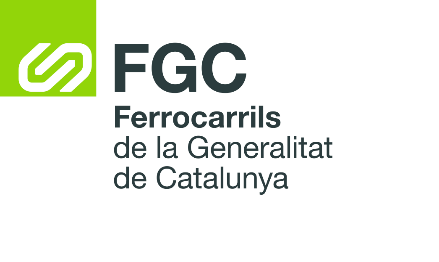 FGC
Ferrocarrils
de la Generalitat
de Catalunya